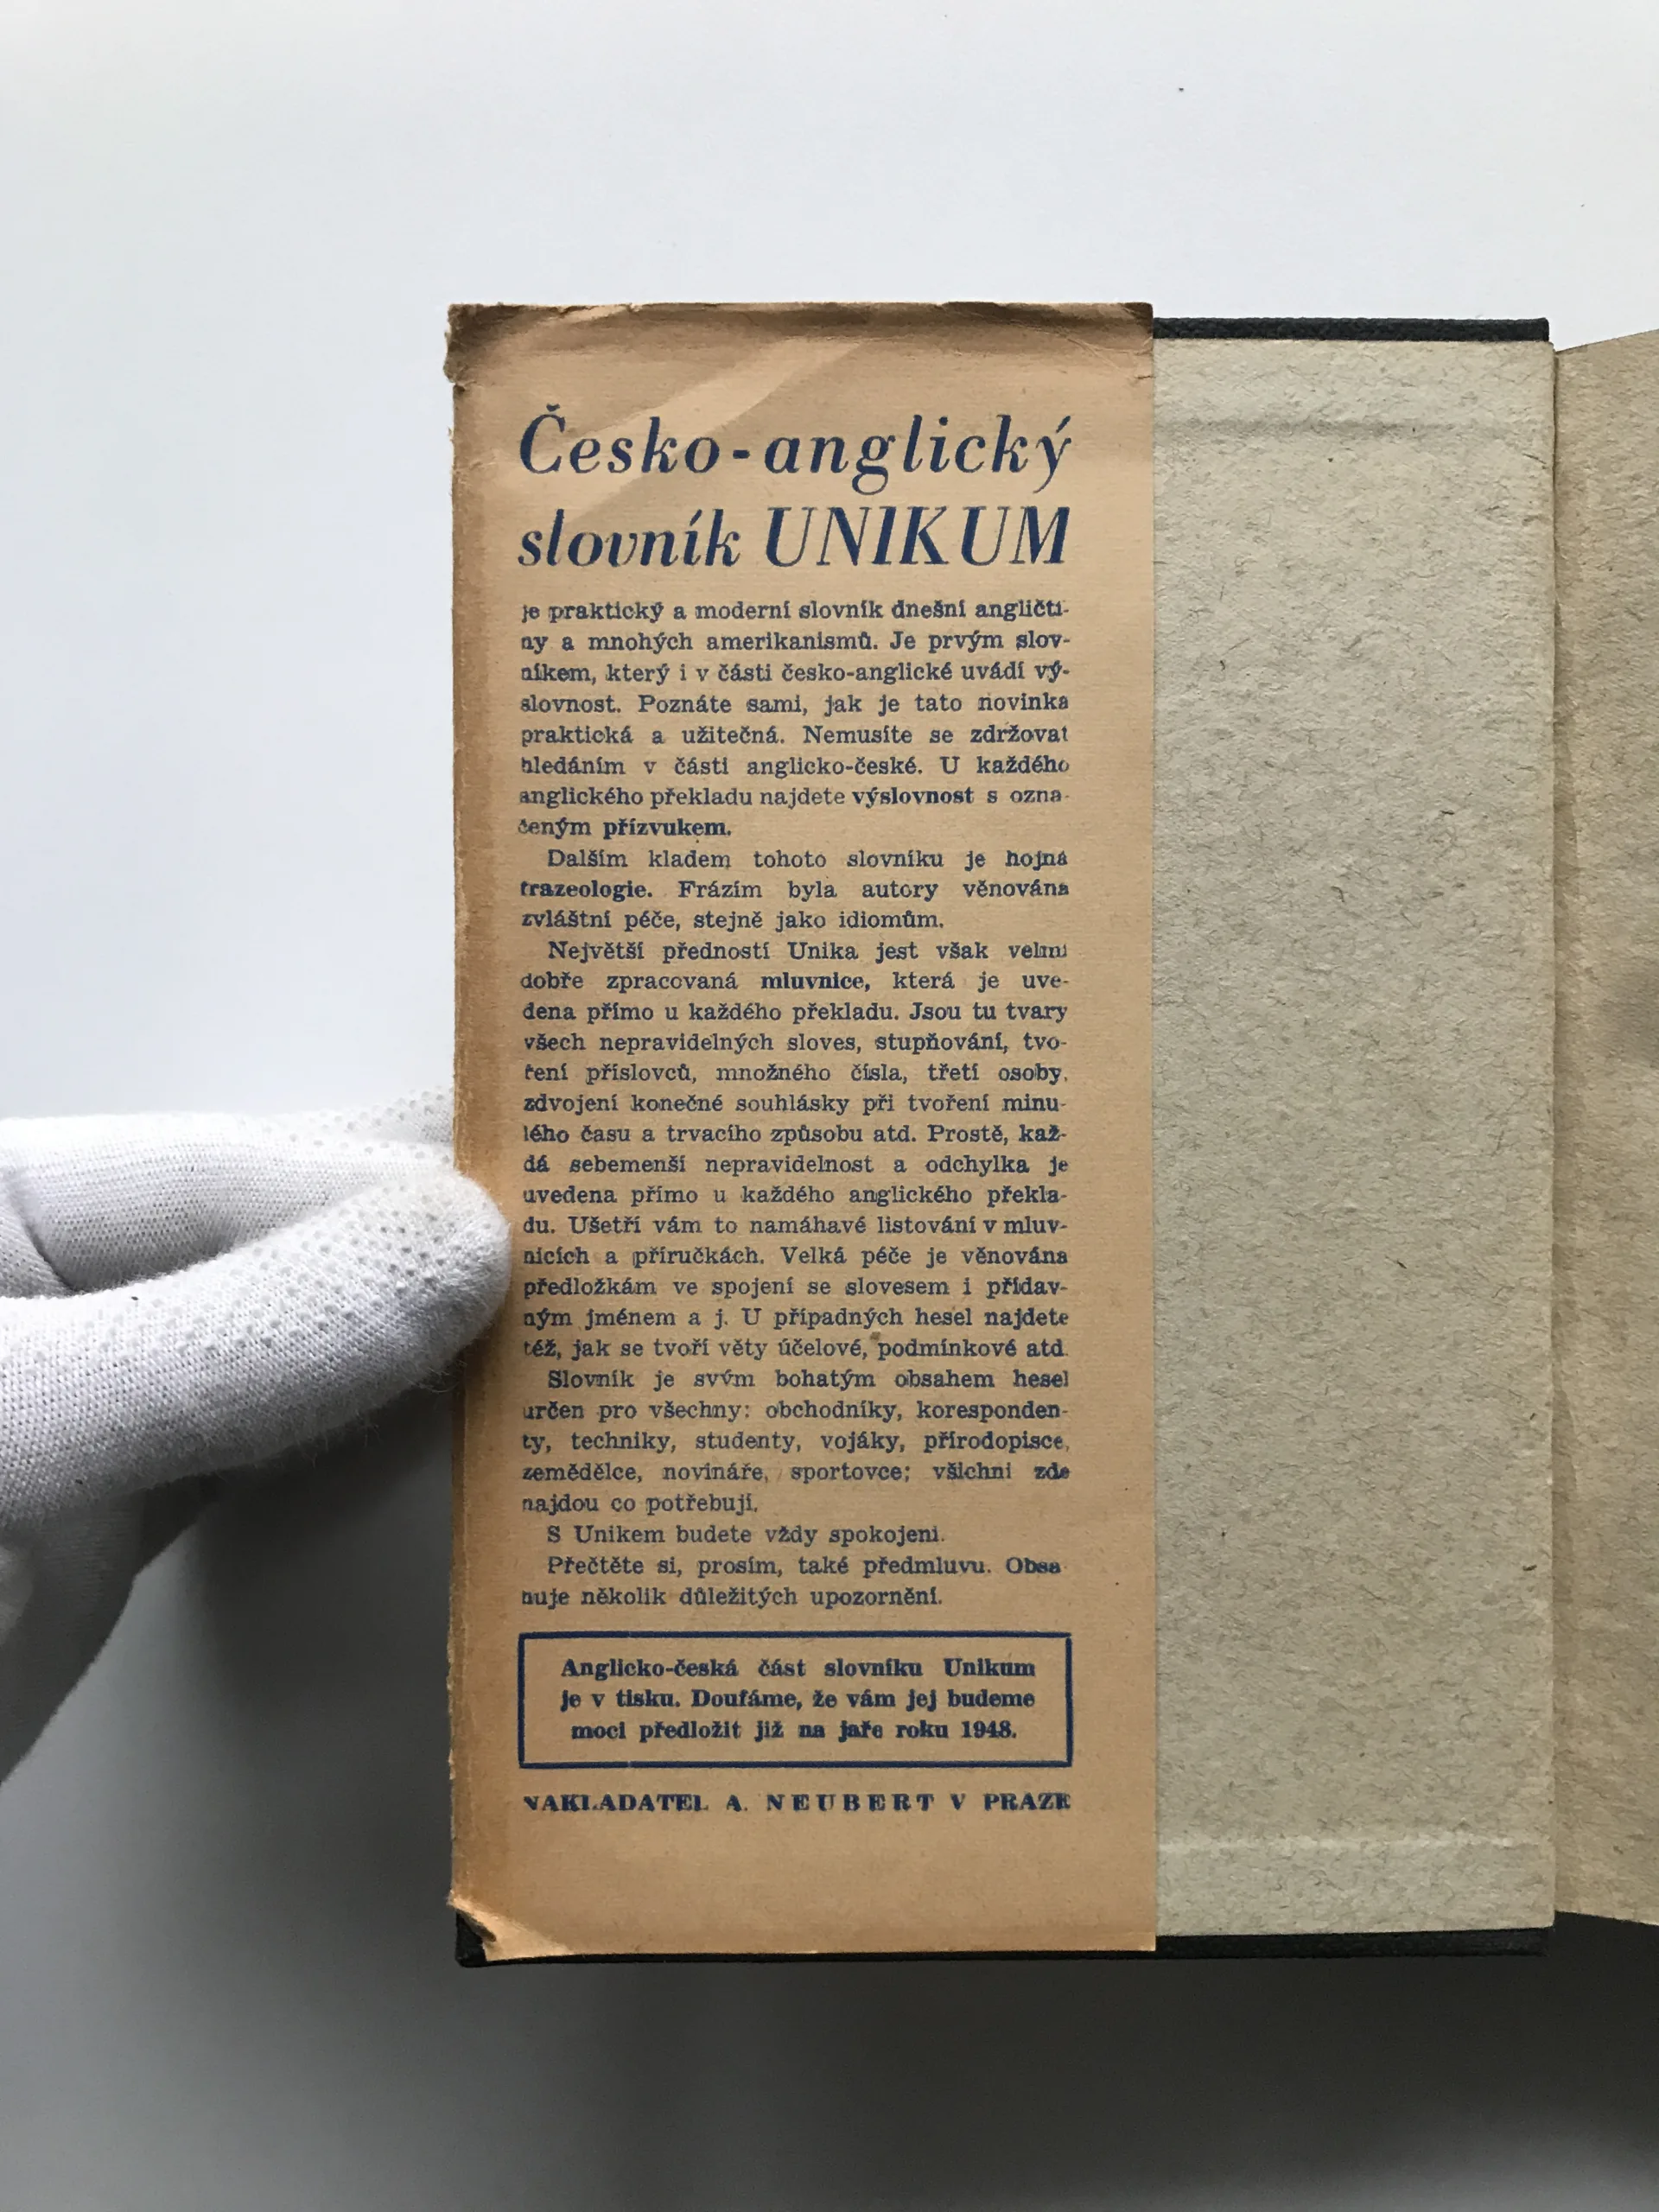 Česko-anglický
slovník UNIKUM
je praktický a moderní slovník dnešní angličti-
ny a mnohých amerikanismů. Je prvým slov-
níkem, který i v části česko-anglické uvádí vý-
slovnost. Poznáte sami, jak je tato novinka
praktická a užitečná. Nemusíte se zdržovat
hledáním v části anglicko-české. U každého
anglického překladu najdete výslovnost s ozna-
čeným přízvukem.
Dalším kladem tohoto slovníku je hojná
frazeologie. Frázím byla autory věnována
zvláštní péče, stejně jako idiomům.
Největší předností Unika jest však velmi
dobře zpracovaná mluvnice, která je uve-
dena přímo u každého překladu. Jsou tu tvary
všech nepravidelných sloves, stupňování, tvo-
ření příslovců, množného čísla, třetí osoby,
zdvojení konečné souhlásky při tvoření minu-
lého času a trvacího způsobu atd. Prostě, kaž-
dá sebemenší nepravidelnost a odchylka je
uvedena přímo u každého anglického překla-
du. Ušetří vám to namáhavé listování v mluv-
nicích a příručkách. Velká péče je věnována
předložkám ve spojení se slovesem i přídav-
ným jménem a j. U případných hesel najdete
též, jak se tvoří věty účelové, podmínkové atd.
Slovník je svým bohatým obsahem hesel
určen pro všechny: obchodníky, koresponden-
ty, techniky, studenty, vojáky, přírodopisce,
zemědělce, novináře, sportovce; všichni zde
najdou co potřebují.
S Unikem budete vždy spokojeni.
Přečtěte si, prosím, také předmluvu. Obsa-
huje několik důležitých upozornění.
Anglicko-česká část slovníku Unikum
je v tisku. Doufáme, že vám jej budeme
moci předložit již na jaře roku 1948.
NAKLADATEL A. NEUBERT V PRAZE